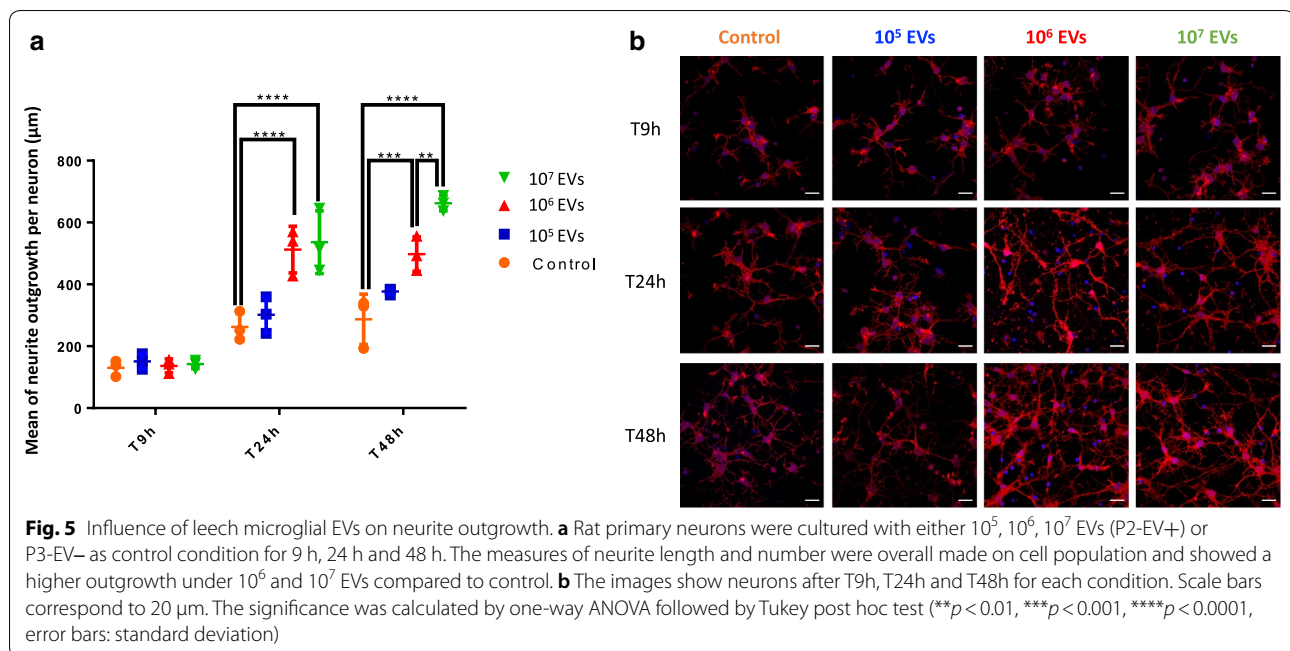 a
b
Control
10⁵ EVs
10⁶ EVs
10⁷ EVs
T9h
T24h
T48h
Mean of neurite outgrowth per neuron (µm)
800
600
400
200
0
****
****
****
***
**
10⁷ EVs
10⁶ EVs
10⁵ EVs
Control
T9h
T24h
T48h
Fig. 5 Influence of leech microglial EVs on neurite outgrowth. a Rat primary neurons were cultured with either 10⁵, 10⁶, 10⁷ EVs (P2-EV+) or
P3-EV− as control condition for 9 h, 24 h and 48 h. The measures of neurite length and number were overall made on cell population and showed a
higher outgrowth under 10⁶ and 10⁷ EVs compared to control. b The images show neurons after T9h, T24h and T48h for each condition. Scale bars
correspond to 20 µm. The significance was calculated by one-way ANOVA followed by Tukey post hoc test (**p < 0.01, ***p < 0.001, ****p < 0.0001,
error bars: standard deviation)